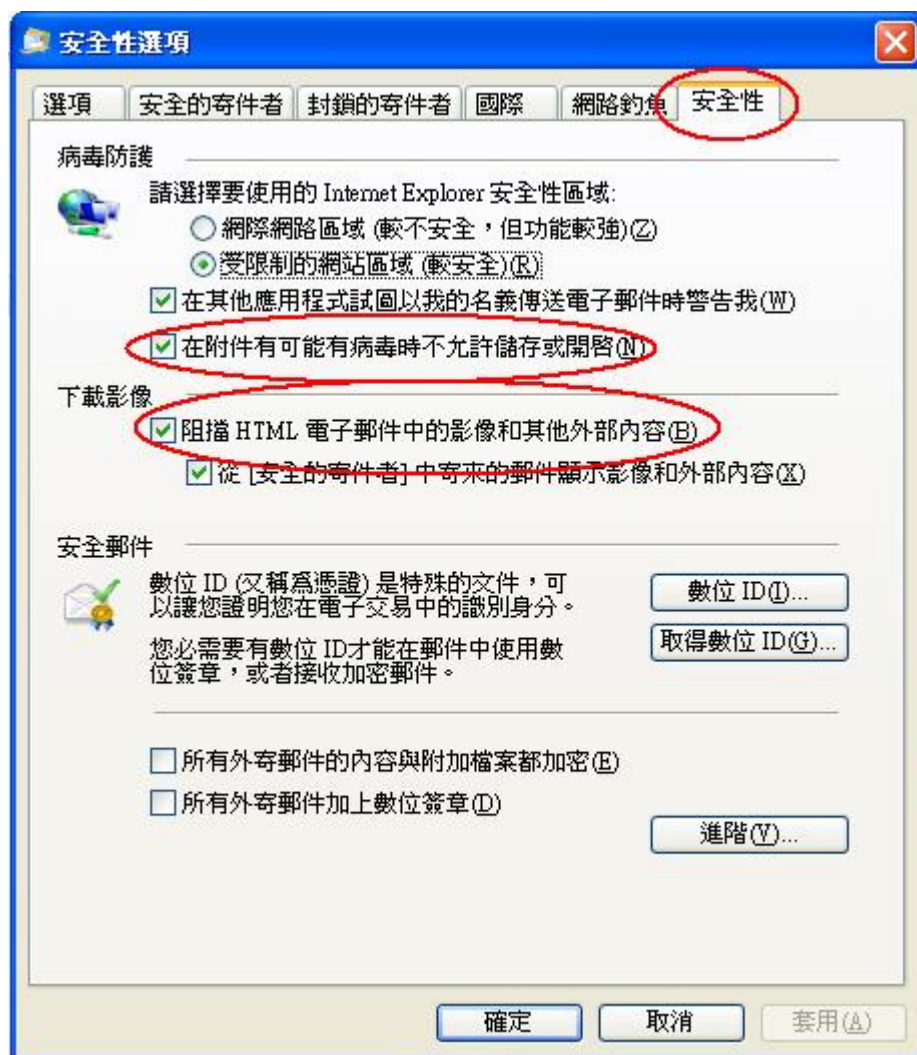 安全性選項
選項 安全的寄件者 封鎖的寄件者 國際 網路釣魚 安全性
病毒防護
請選擇要使用的 Internet Explorer 安全性區域:
網際網路區域 (較不安全，但功能較強)(Z)
受限制的網站區域 (較安全)(R)
在其他應用程式試圖以我的名義傳送電子郵件時警告我(W)
在附件有可能有病毒時不允許儲存或開啓(N)
下載影像
阻擋 HTML 電子郵件中的影像和其他外部內容(B)
從 [安全的寄件者] 中寄來的郵件顯示影像和外部內容(X)
安全郵件
數位 ID (又稱爲憑證) 是特殊的文件，可
以讓您證明您在電子交易中的識別身分。
數位 ID(I)...
您必需要有數位 ID才能在郵件中使用數
位簽章，或者接收加密郵件。
取得數位 ID(G)...
所有外寄郵件的內容與附加檔案都加密(E)
所有外寄郵件加上數位簽章(D)
進階(V)...
確定 取消 套用(A)